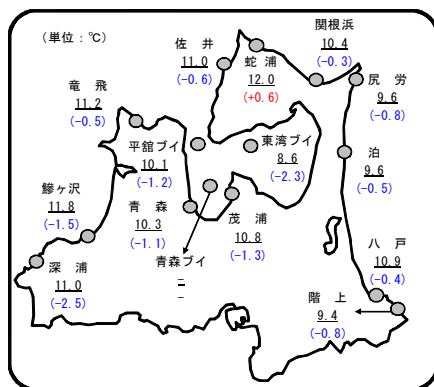 (単位：℃)
佐井
11.0
(-0.6)
蛇浦
12.0
(+0.6)
関根浜
10.4
(-0.3)
尻労
9.6
(-0.8)
竜飛
11.2
(-0.5)
平舘ブイ
10.1
(-1.2)
東湾ブイ
8.6
(-2.3)
泊
9.6
(-0.5)
鰺ヶ沢
11.8
(-1.5)
青森
10.3
(-1.1)
茂浦
10.8
(-1.3)
青森ブイ
-
-
八戸
10.9
(-0.4)
深浦
11.0
(-2.5)
階上
9.4
(-0.8)